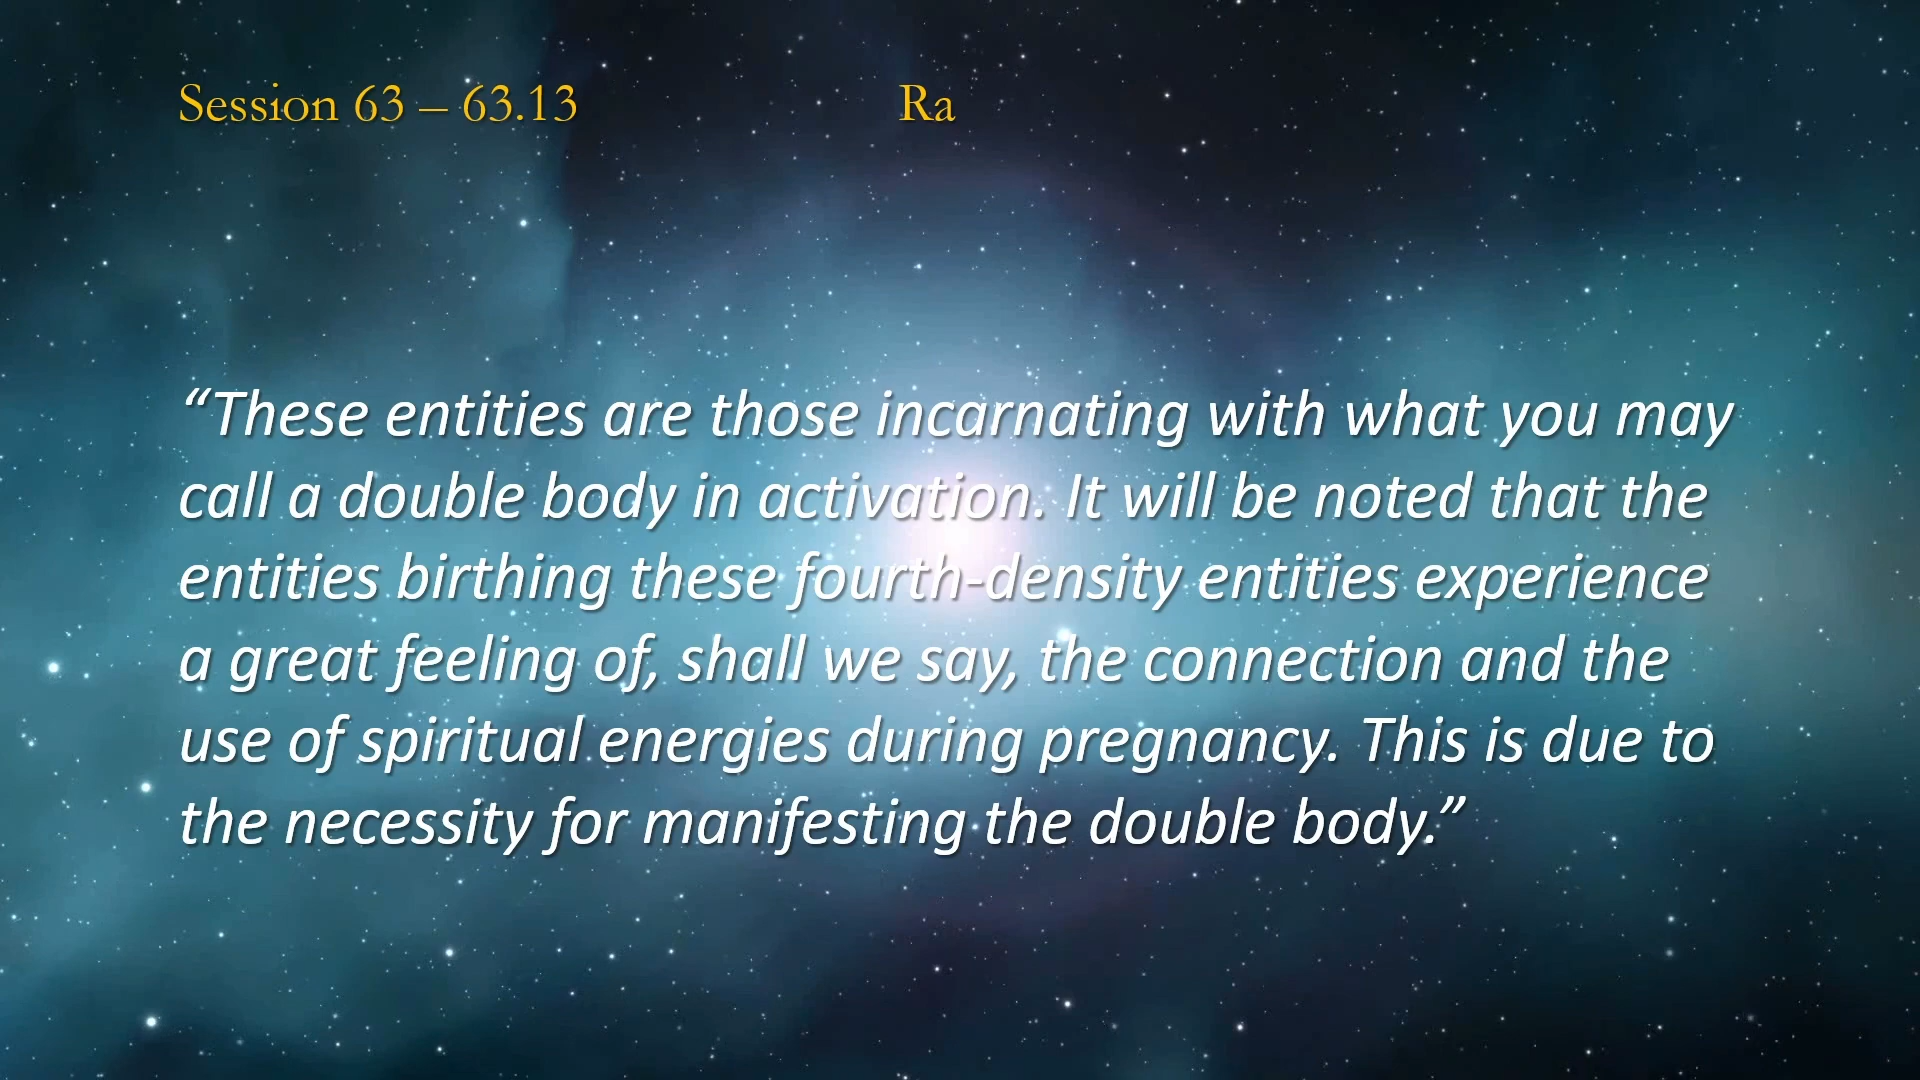 Session 63 – 63.13 Ra
“These entities are those incarnating with what you may
call a double body in activation. It will be noted that the
entities birthing these fourth-density entities experience
a great feeling of, shall we say, the connection and the
use of spiritual energies during pregnancy. This is due to
the necessity for manifesting the double body.”